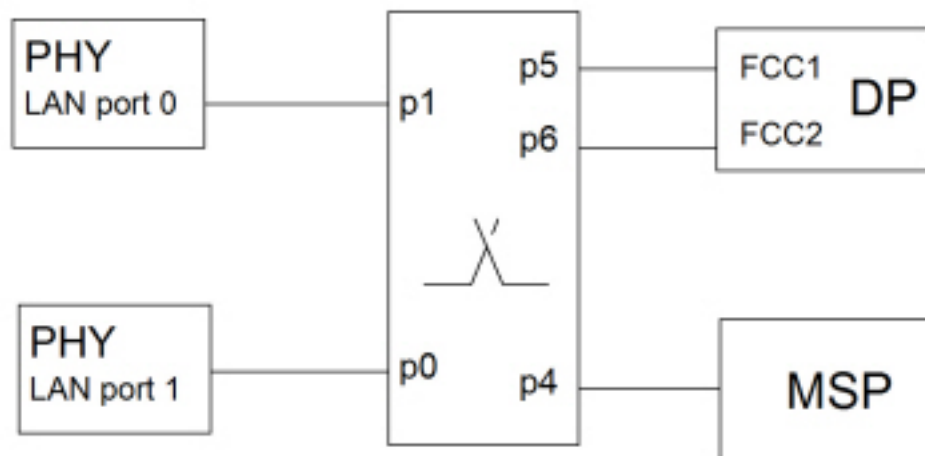 PHY
LAN port 0
p1
p5
p6
FCC1
FCC2
DP
PHY
LAN port 1
p0
p4
MSP